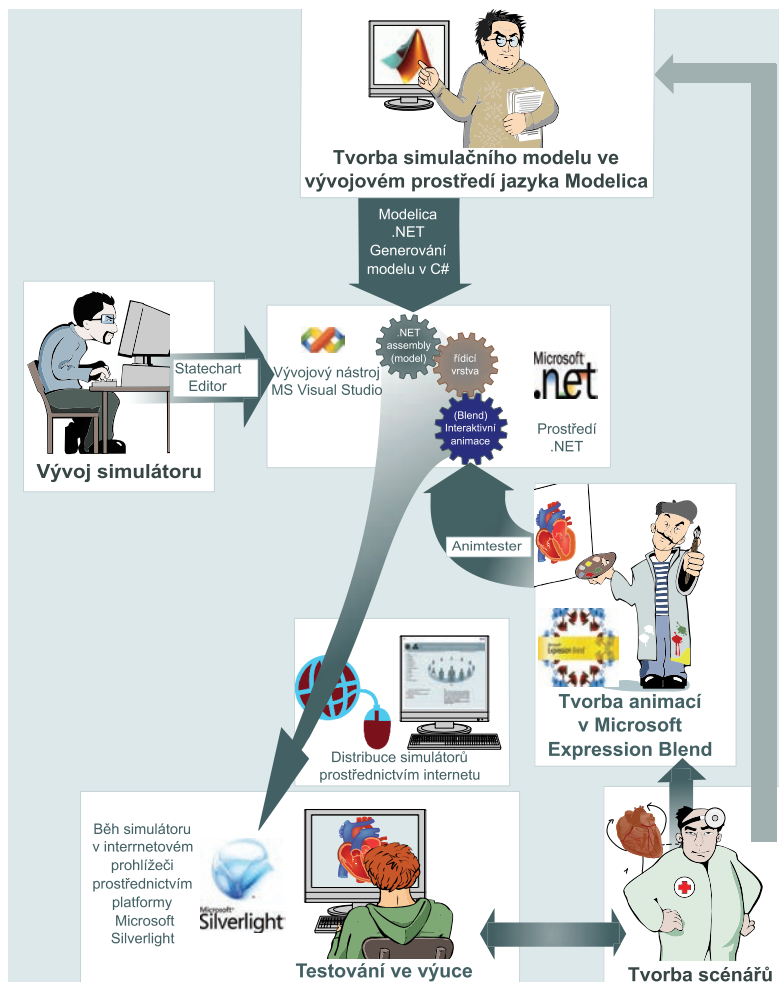 Tvorba simulačního modelu ve
vývojovém prostředí jazyka Modelica
Modelica
.NET
Generování
modelu v C#
Statechart
Editor
Vývoj simulátoru
Vývojový nástroj
MS Visual Studio
.NET
assembly
(model)
řídicí
vrstva
(Blend)
Interaktivní
animace
Microsoft
.net
Prostředí
.NET
Animtester
Microsoft
Expression Blend
Tvorba animací
v Microsoft
Expression Blend
Distribuce simulátorů
prostřednictvím internetu
Běh simulátoru
v interrnetovém
prohlížeči
prostřednictvím
platformy
Microsoft
Silverlight
Microsoft
Silverlight
Testování ve výuce
Tvorba scénářů